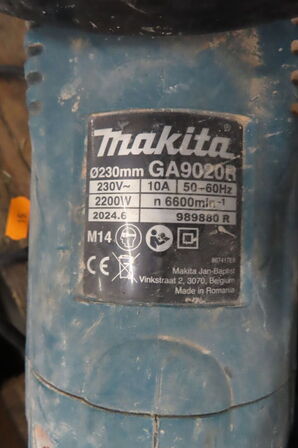 makita®
Ø230mm GA9020R
230V~ 10A 50-60Hz
2200W n 6600min-1
2024.6 989880 R
M14
CE
Makita Jan-Baptist
Vinkstraat 2, 3070, Belgium
Made in Romania